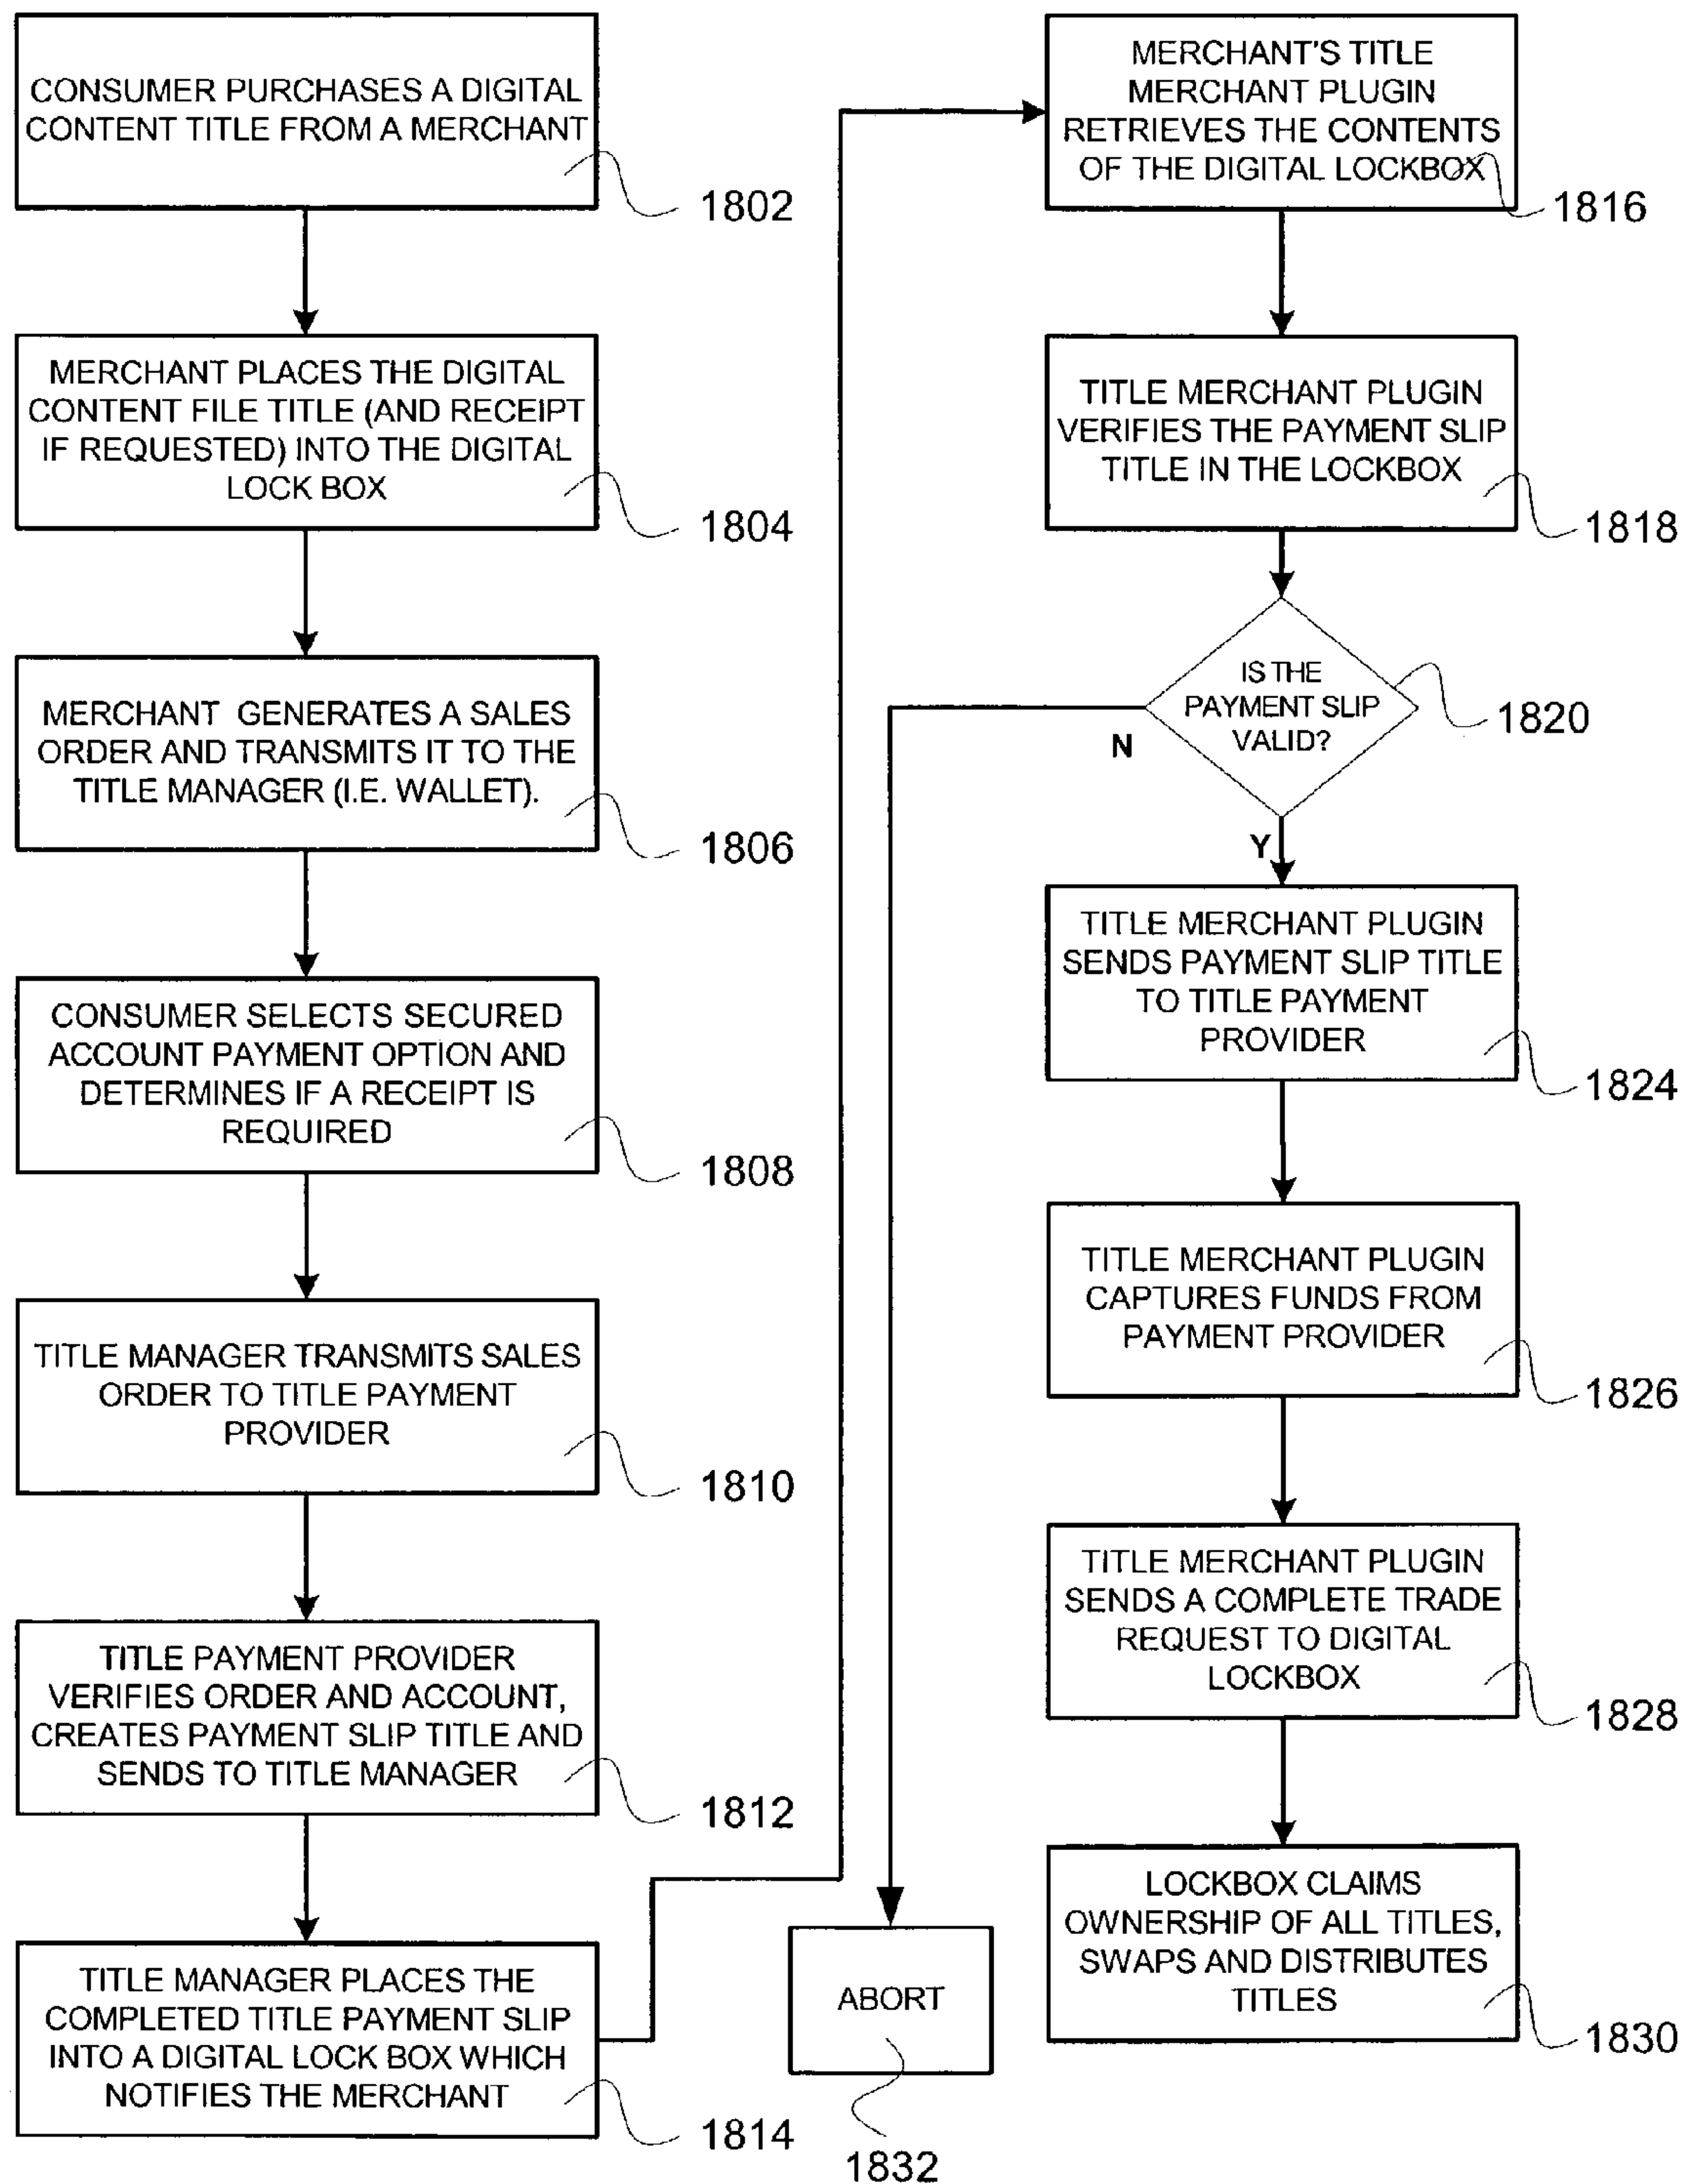 CONSUMER PURCHASES A DIGITAL
CONTENT TITLE FROM A MERCHANT
1802
MERCHANT PLACES THE DIGITAL
CONTENT FILE TITLE (AND RECEIPT
IF REQUESTED) INTO THE DIGITAL
LOCK BOX
1804
MERCHANT GENERATES A SALES
ORDER AND TRANSMITS IT TO THE
TITLE MANAGER (I.E. WALLET).
1806
CONSUMER SELECTS SECURED
ACCOUNT PAYMENT OPTION AND
DETERMINES IF A RECEIPT IS
REQUIRED
1808
TITLE MANAGER TRANSMITS SALES
ORDER TO TITLE PAYMENT
PROVIDER
1810
TITLE PAYMENT PROVIDER
VERIFIES ORDER AND ACCOUNT,
CREATES PAYMENT SLIP TITLE AND
SENDS TO TITLE MANAGER
1812
TITLE MANAGER PLACES THE
COMPLETED TITLE PAYMENT SLIP
INTO A DIGITAL LOCK BOX WHICH
NOTIFIES THE MERCHANT
1814
MERCHANT'S TITLE
MERCHANT PLUGIN
RETRIEVES THE CONTENTS
OF THE DIGITAL LOCKBOX
1816
TITLE MERCHANT PLUGIN
VERIFIES THE PAYMENT SLIP
TITLE IN THE LOCKBOX
1818
IS THE
PAYMENT SLIP
VALID?
1820
N
Y
TITLE MERCHANT PLUGIN
SENDS PAYMENT SLIP TITLE
TO TITLE PAYMENT
PROVIDER
1824
TITLE MERCHANT PLUGIN
CAPTURES FUNDS FROM
PAYMENT PROVIDER
1826
TITLE MERCHANT PLUGIN
SENDS A COMPLETE TRADE
REQUEST TO DIGITAL
LOCKBOX
1828
LOCKBOX CLAIMS
OWNERSHIP OF ALL TITLES,
SWAPS AND DISTRIBUTES
TITLES
1830
ABORT
1832